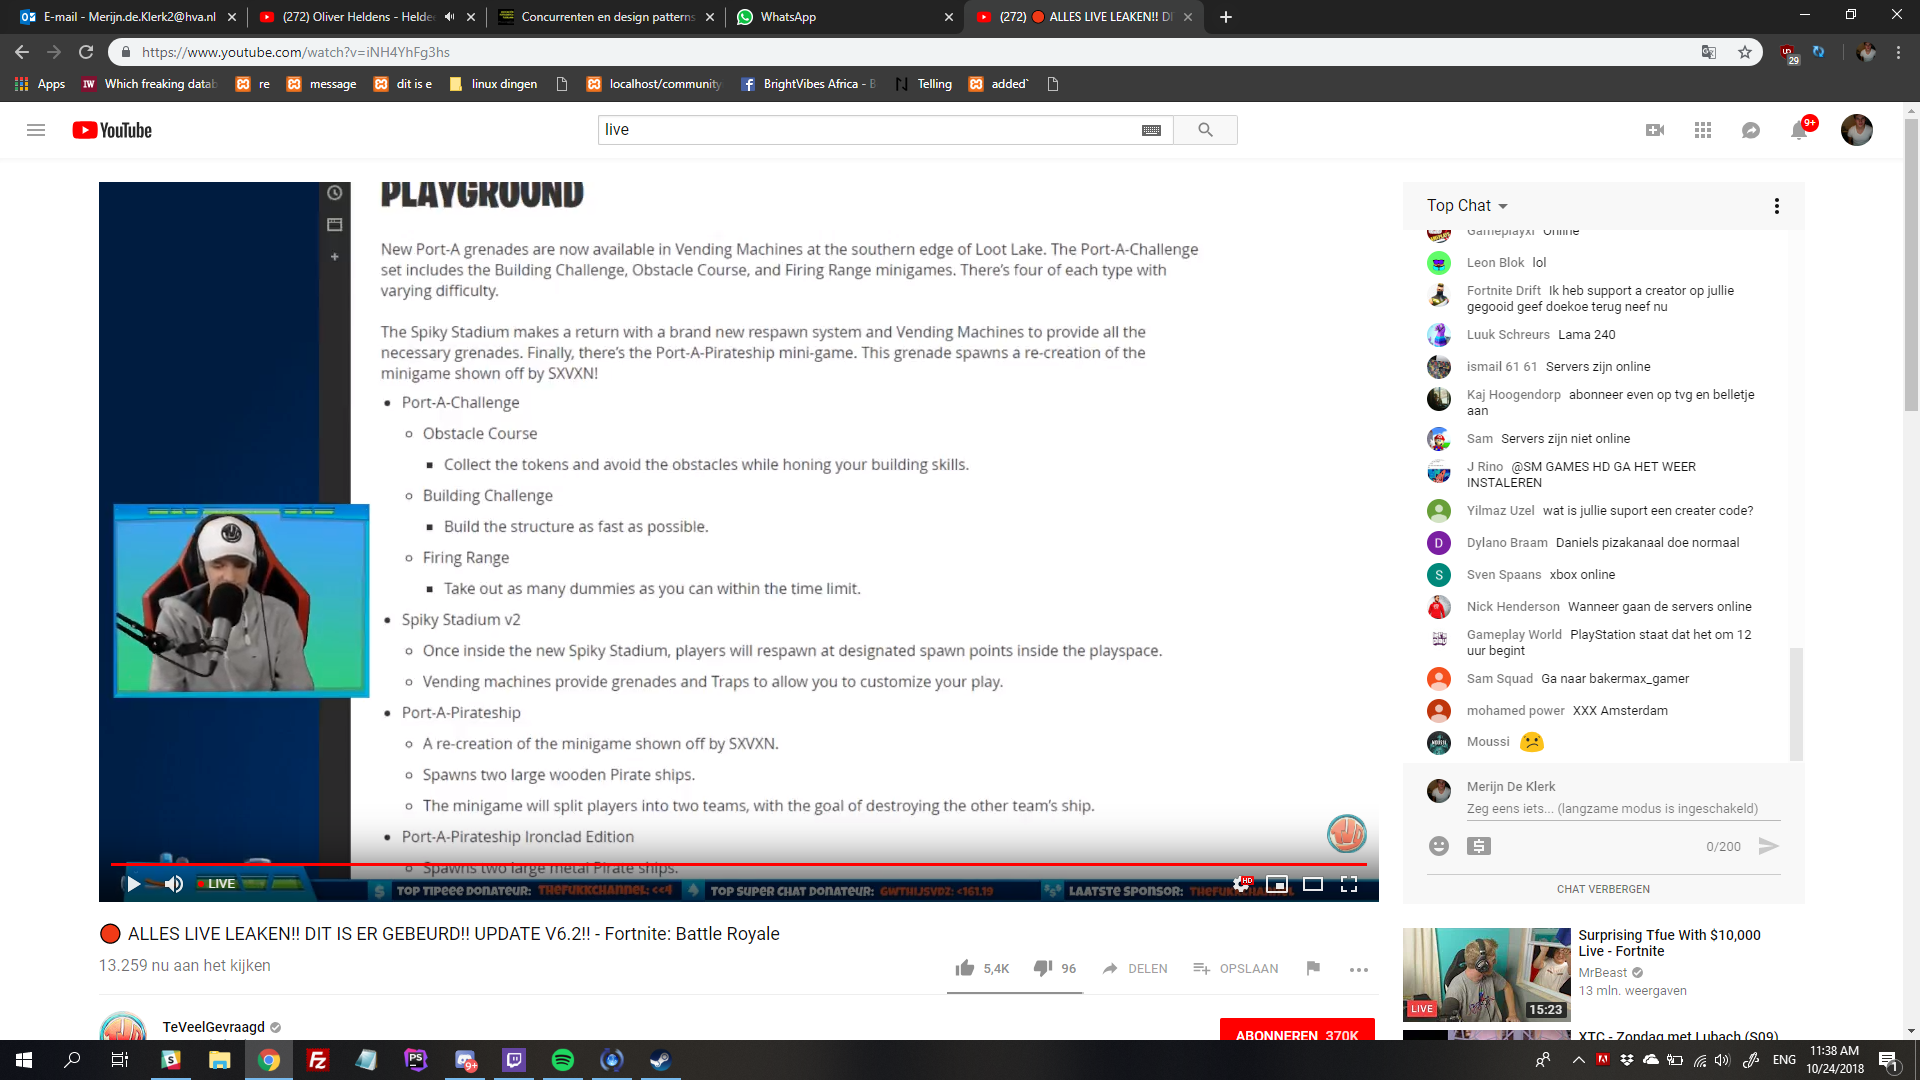 E-mail - Merijn.de.Klerk2@hva.nl
(272) Oliver Heldens - Helde
Concurrenten en design patterns
WhatsApp
(272) 🔴 ALLES LIVE LEAKEN!! DI
https://www.youtube.com/watch?v=iNH4YhFg3hs
29
Apps
Which freaking datab
re
message
dit is e
linux dingen
localhost/community
BrightVibes Africa - B
Telling
added`
YouTube
live
9+
PLAYGROUND
New Port-A grenades are now available in Vending Machines at the southern edge of Loot Lake. The Port-A-Challenge
set includes the Building Challenge, Obstacle Course, and Firing Range minigames. There's four of each type with
varying difficulty.
The Spiky Stadium makes a return with a brand new respawn system and Vending Machines to provide all the
necessary grenades. Finally, there's the Port-A-Pirateship mini-game. This grenade spawns a re-creation of the
minigame shown off by SXVXN!
Port-A-Challenge
Obstacle Course
Collect the tokens and avoid the obstacles while honing your building skills.
Building Challenge
Build the structure as fast as possible.
Firing Range
Take out as many dummies as you can within the time limit.
Spiky Stadium v2
Once inside the new Spiky Stadium, players will respawn at designated spawn points inside the playspace.
Vending machines provide grenades and Traps to allow you to customize your play.
Port-A-Pirateship
A re-creation of the minigame shown off by SXVXN.
Spawns two large wooden Pirate ships.
The minigame will split players into two teams, with the goal of destroying the other team's ship.
Port-A-Pirateship Ironclad Edition
Spawns two large metal Pirate ships.
LIVE
HD
TOP TIPEEE DONATEUR: THEFUKKCHANNEL: <<4
TOP SUPER CHAT DONATEUR: GWTHIJSVDZ: <161.19
LAATSTE SPONSOR: THEFUKKCHANNEL
🔴 ALLES LIVE LEAKEN!! DIT IS ER GEBEURD!! UPDATE V6.2!! - Fortnite: Battle Royale
13.259 nu aan het kijken
5,4K
96
DELEN
OPSLAAN
TeVeelGevraagd
ABONNEREN 370K
Top Chat
Gameplayxl Online
Leon Blok lol
Fortnite Drift Ik heb support a creator op jullie
gegooid geef doekoe terug neef nu
Luuk Schreurs Lama 240
ismail 61 61 Servers zijn online
Kaj Hoogendorp abonneer even op tvg en belletje
aan
Sam Servers zijn niet online
J Rino @SM GAMES HD GA HET WEER
INSTALEREN
Yilmaz Uzel wat is jullie suport een creater code?
D
Dylano Braam Daniels pizakanaal doe normaal
S
Sven Spaans xbox online
Nick Henderson Wanneer gaan de servers online
Gameplay World PlayStation staat dat het om 12
uur begint
Sam Squad Ga naar bakermax_gamer
mohamed power XXX Amsterdam
Moussi 😕
Merijn De Klerk
Zeg eens iets... (langzame modus is ingeschakeld)
0/200
CHAT VERBERGEN
Surprising Tfue With $10,000
Live - Fortnite
MrBeast
13 mln. weergaven
LIVE
15:23
XTC - Zondag met Lubach (S09)
ENG
11:38 AM
10/24/2018
1